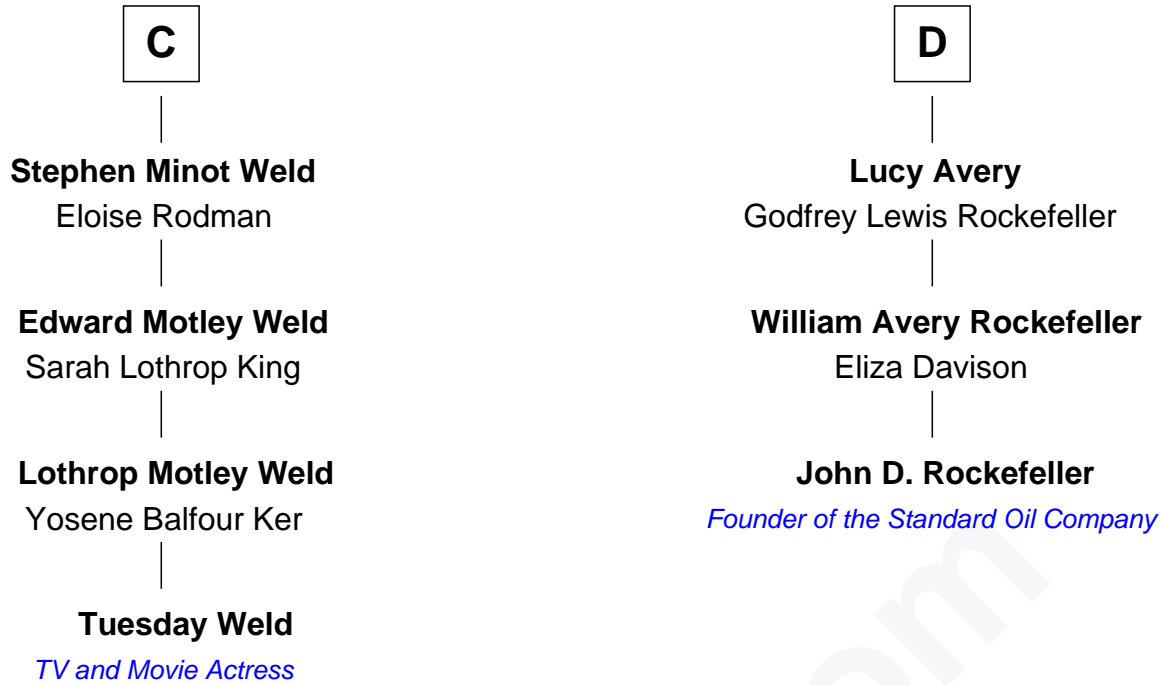 C
Stephen Minot Weld
Eloise Rodman
Edward Motley Weld
Sarah Lothrop King
Lothrop Motley Weld
Yosene Balfour Ker
Tuesday Weld
TV and Movie Actress
D
Lucy Avery
Godfrey Lewis Rockefeller
William Avery Rockefeller
Eliza Davison
John D. Rockefeller
Founder of the Standard Oil Company
om